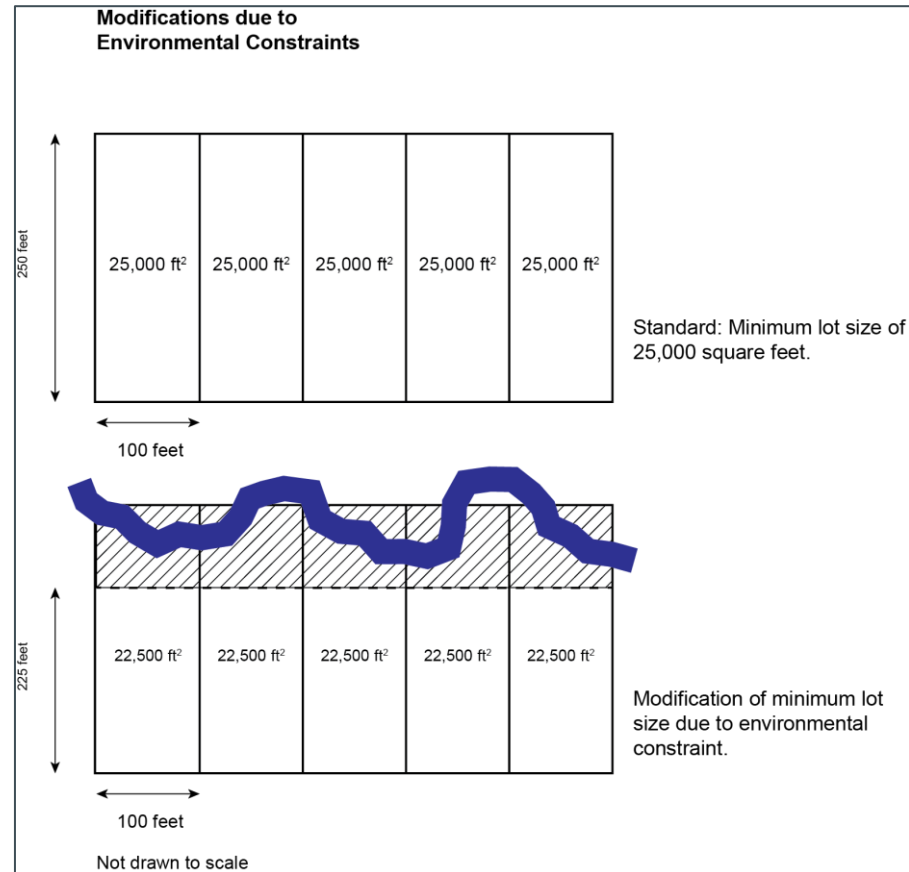 Modifications due to
Environmental Constraints
250 feet
25,000 ft²
25,000 ft²
25,000 ft²
25,000 ft²
25,000 ft²
Standard: Minimum lot size of
25,000 square feet.
100 feet
225 feet
22,500 ft²
22,500 ft²
22,500 ft²
22,500 ft²
22,500 ft²
Modification of minimum lot
size due to environmental
constraint.
100 feet
Not drawn to scale